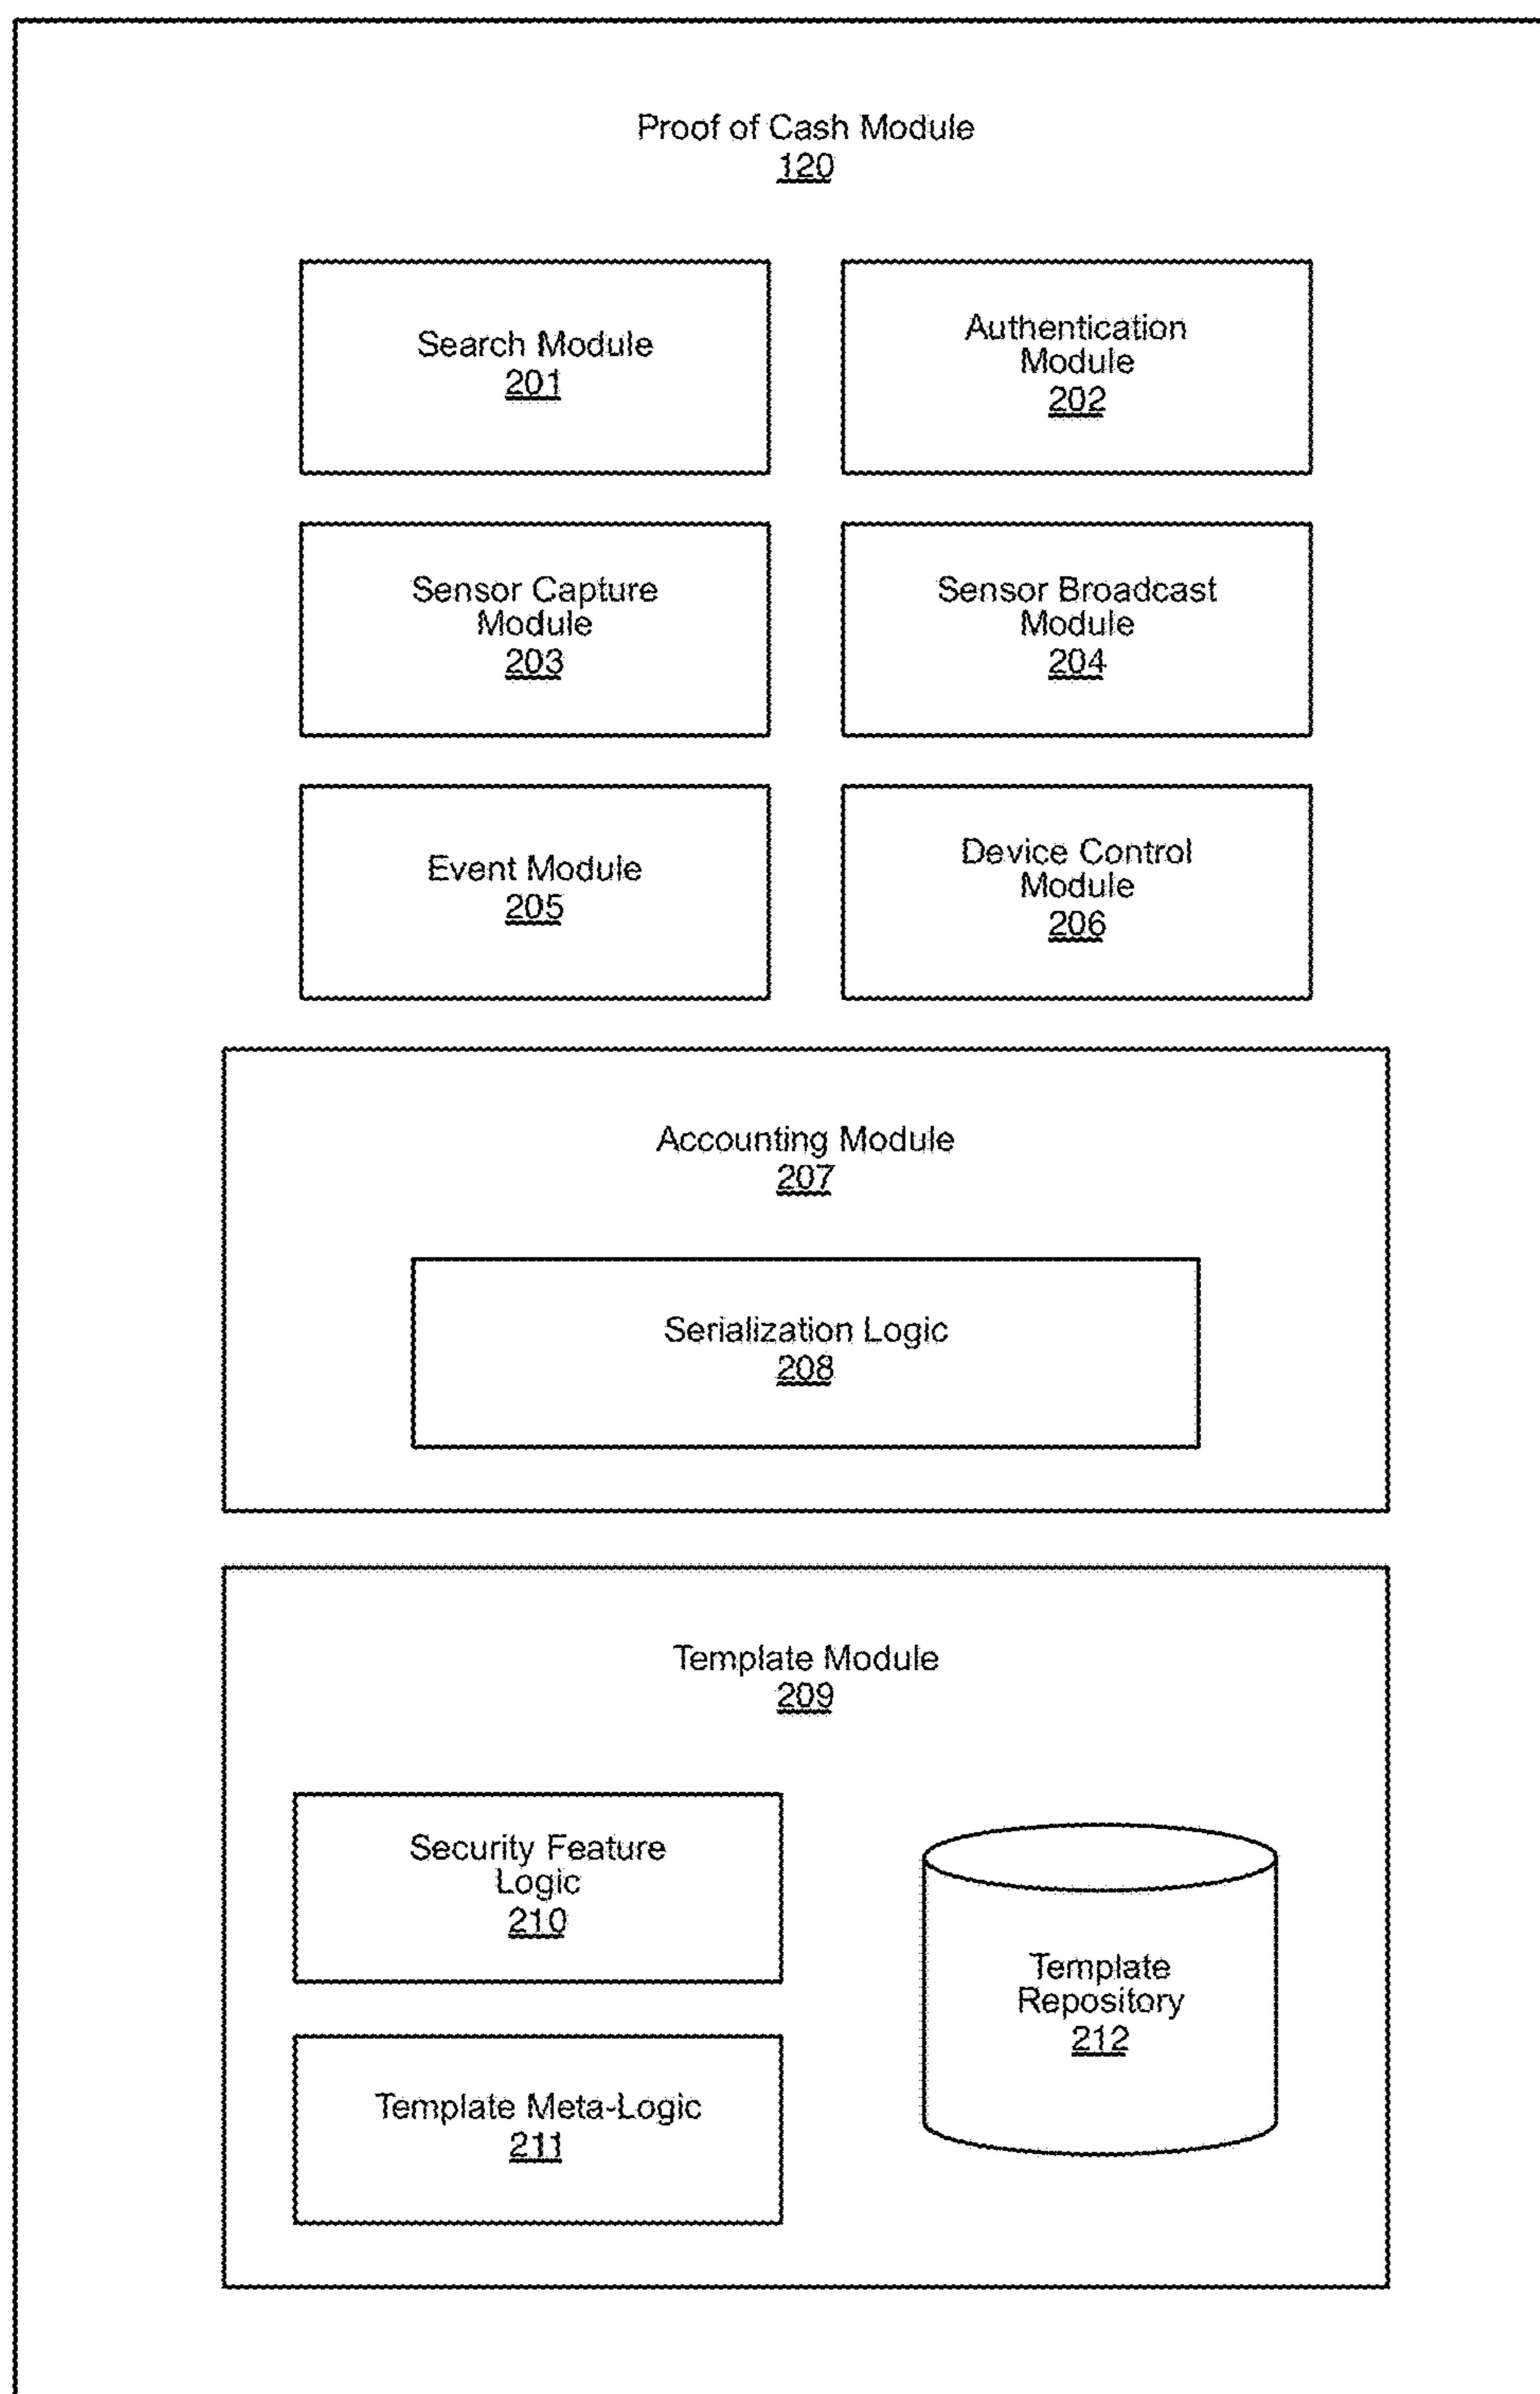 Proof of Cash Module
120
Search Module
201
Authentication
Module
202
Sensor Capture
Module
203
Sensor Broadcast
Module
204
Event Module
205
Device Control
Module
206
Accounting Module
207
Serialization Logic
208
Template Module
209
Security Feature
Logic
210
Template Meta-Logic
211
Template
Repository
212